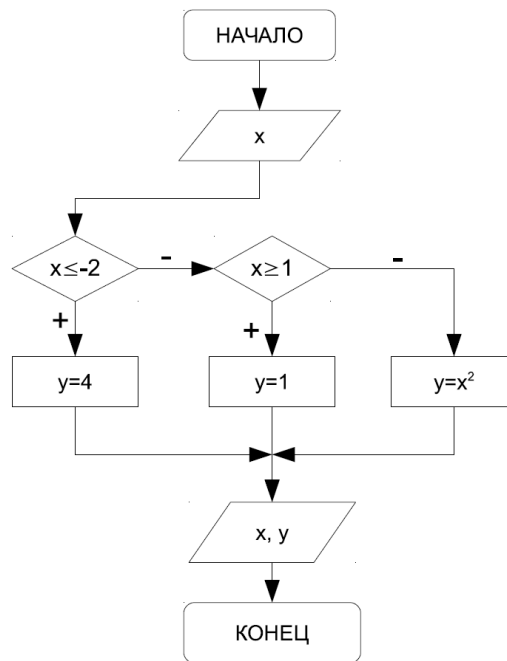 НАЧАЛО
x
x≤-2
-
x≥1
-
+
+
y=4
y=1
y=x²
x, y
КОНЕЦ